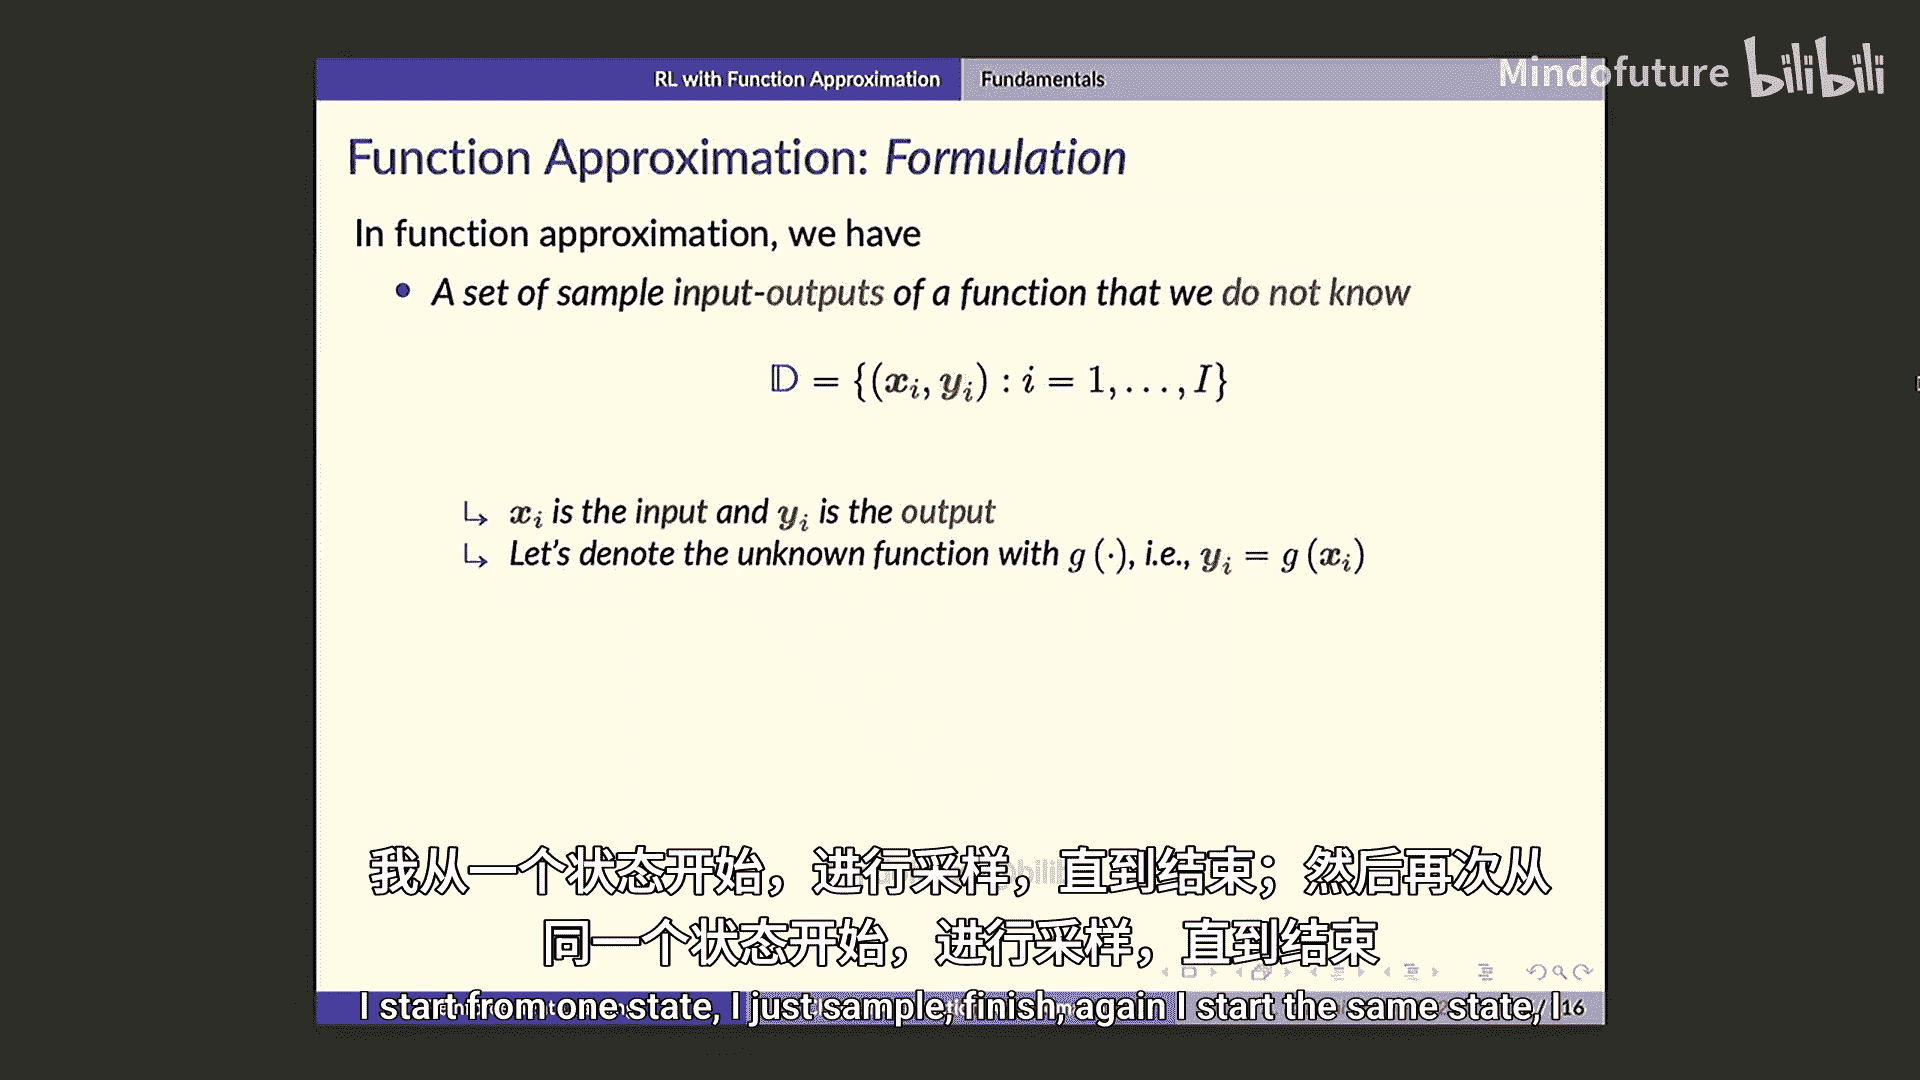 RL with Function Approximation Fundamentals
Mindofuture bilibili
Function Approximation: Formulation
In function approximation, we have
• A set of sample input-outputs of a function that we do not know
𝔻 = {(x_i, y_i) : i = 1, . . . , I}
↳ x_i is the input and y_i is the output
↳ Let's denote the unknown function with g (·), i.e., y_i = g (x_i)
我从一个状态开始，进行采样，直到结束；然后再次从
同一个状态开始，进行采样，直到结束
I start from one state, I just sample, finish, again I start the same state, I
/ 16